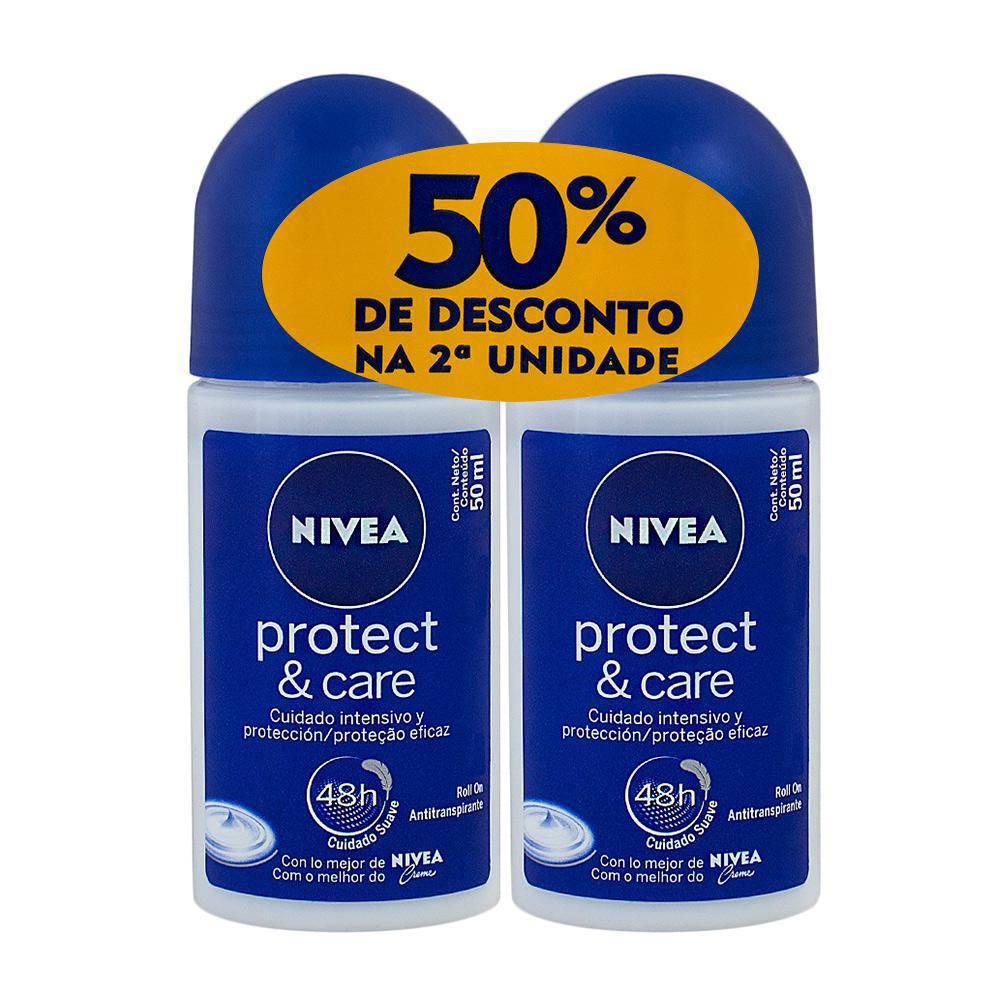 50%
DE DESCONTO
NA 2ª UNIDADE
NIVEA
Cont. Neto/
Conteúdo
50 ml
protect
& care
Cuidado intensivo y
protección/proteção eficaz
48h
Cuidado Suave
Roll On
Antitranspirante
Con lo mejor de NIVEA
Com o melhor do Creme
NIVEA
Cont. Neto/
Conteúdo
50 ml
protect
& care
Cuidado intensivo y
protección/proteção eficaz
48h
Cuidado Suave
Roll On
Antitranspirante
Con lo mejor de NIVEA
Com o melhor do Creme